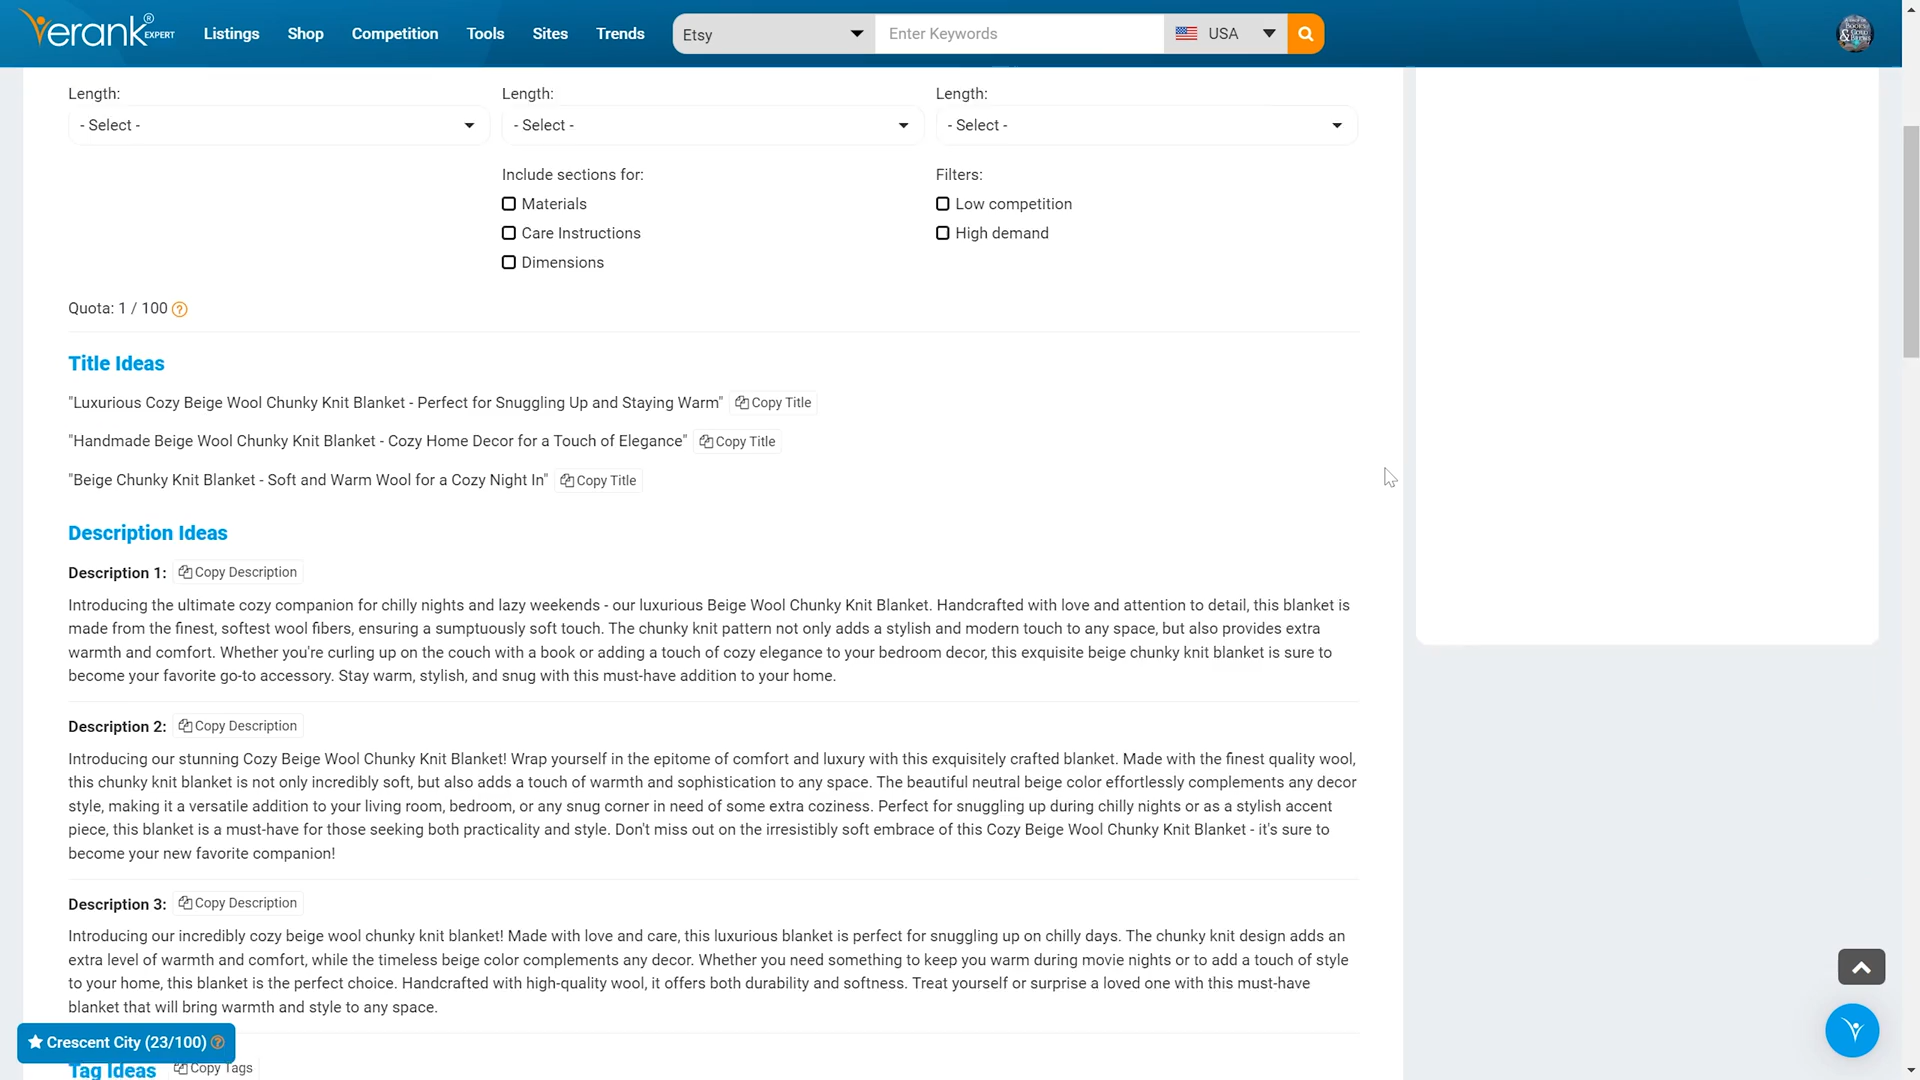 erank® EXPERT
Listings
Shop
Competition
Tools
Sites
Trends
Etsy
Enter Keywords
USA
Length:
Length:
Length:
- Select -
- Select -
- Select -
Include sections for:
Filters:
Materials
Low competition
Care Instructions
High demand
Dimensions
Quota: 1 / 100 ?
Title Ideas
"Luxurious Cozy Beige Wool Chunky Knit Blanket - Perfect for Snuggling Up and Staying Warm" Copy Title
"Handmade Beige Wool Chunky Knit Blanket - Cozy Home Decor for a Touch of Elegance" Copy Title
"Beige Chunky Knit Blanket - Soft and Warm Wool for a Cozy Night In" Copy Title
Description Ideas
Description 1: Copy Description
Introducing the ultimate cozy companion for chilly nights and lazy weekends - our luxurious Beige Wool Chunky Knit Blanket. Handcrafted with love and attention to detail, this blanket is
made from the finest, softest wool fibers, ensuring a sumptuously soft touch. The chunky knit pattern not only adds a stylish and modern touch to any space, but also provides extra
warmth and comfort. Whether you're curling up on the couch with a book or adding a touch of cozy elegance to your bedroom decor, this exquisite beige chunky knit blanket is sure to
become your favorite go-to accessory. Stay warm, stylish, and snug with this must-have addition to your home.
Description 2: Copy Description
Introducing our stunning Cozy Beige Wool Chunky Knit Blanket! Wrap yourself in the epitome of comfort and luxury with this exquisitely crafted blanket. Made with the finest quality wool,
this chunky knit blanket is not only incredibly soft, but also adds a touch of warmth and sophistication to any space. The beautiful neutral beige color effortlessly complements any decor
style, making it a versatile addition to your living room, bedroom, or any snug corner in need of some extra coziness. Perfect for snuggling up during chilly nights or as a stylish accent
piece, this blanket is a must-have for those seeking both practicality and style. Don't miss out on the irresistibly soft embrace of this Cozy Beige Wool Chunky Knit Blanket - it's sure to
become your new favorite companion!
Description 3: Copy Description
Introducing our incredibly cozy beige wool chunky knit blanket! Made with love and care, this luxurious blanket is perfect for snuggling up on chilly days. The chunky knit design adds an
extra level of warmth and comfort, while the timeless beige color complements any decor. Whether you need something to keep you warm during movie nights or to add a touch of style
to your home, this blanket is the perfect choice. Handcrafted with high-quality wool, it offers both durability and softness. Treat yourself or surprise a loved one with this must-have
blanket that will bring warmth and style to any space.
Crescent City (23/100) ?
Tag Ideas Copy Tags